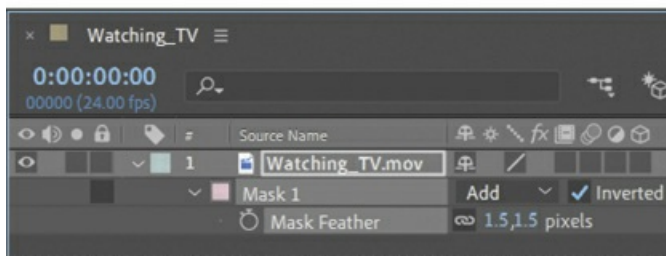 Watching_TV
0:00:00:00
00000 (24.00 fps)
# Source Name fx
1 Watching_TV.mov
Mask 1 Add Inverted
Mask Feather 1.5,1.5 pixels